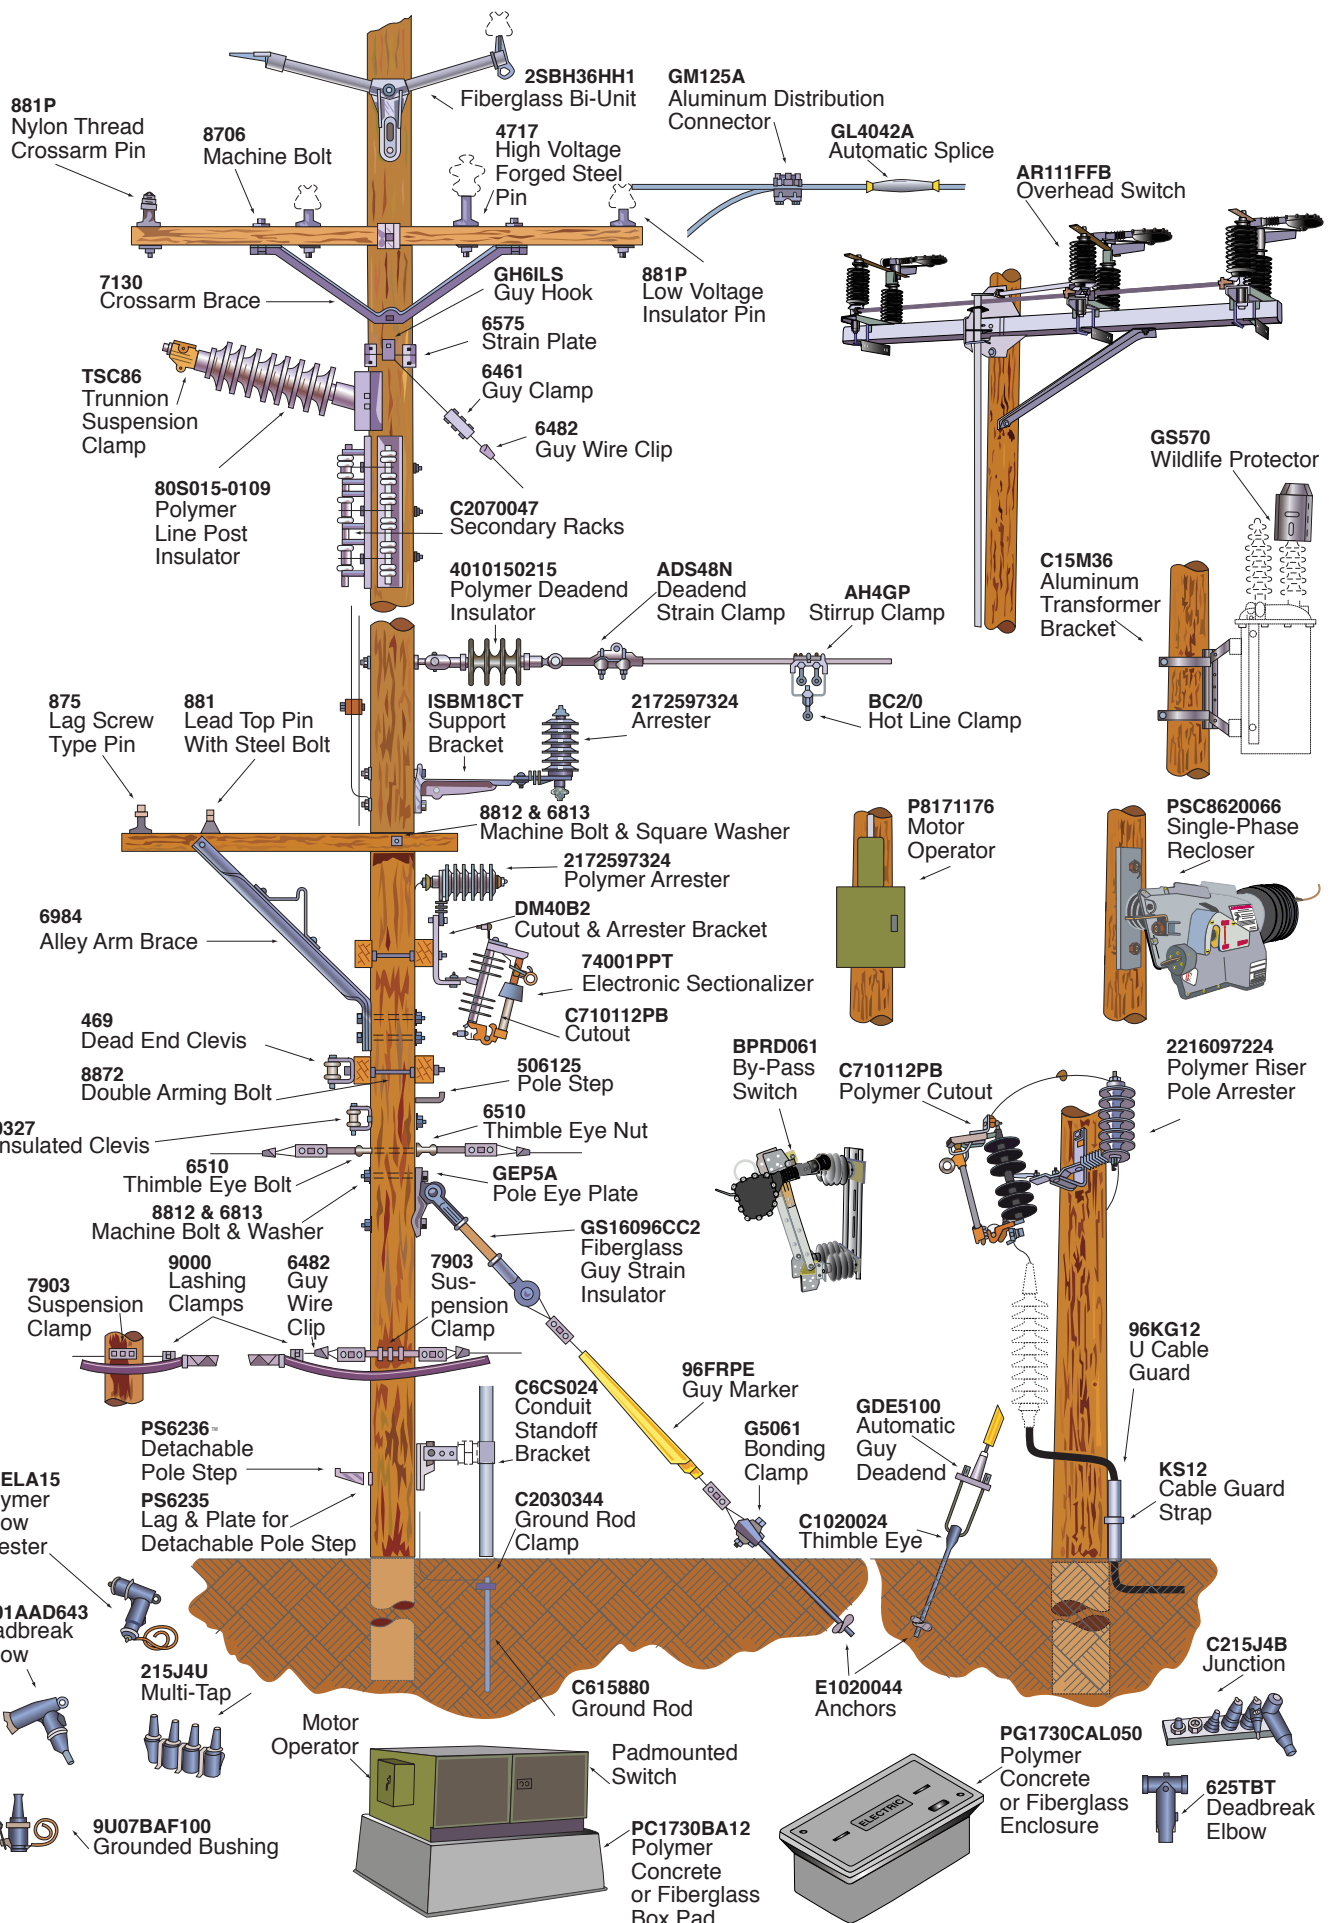 2SBH36HH1
Fiberglass Bi-Unit
GM125A
Aluminum Distribution
Connector
GL4042A
Automatic Splice
881P
Nylon Thread
Crossarm Pin
8706
Machine Bolt
4717
High Voltage
Forged Steel
Pin
AR111FFB
Overhead Switch
7130
Crossarm Brace
GH6ILS
Guy Hook
881P
Low Voltage
Insulator Pin
6575
Strain Plate
TSC86
Trunnion
Suspension
Clamp
6461
Guy Clamp
6482
Guy Wire Clip
GS570
Wildlife Protector
80S015-0109
Polymer
Line Post
Insulator
C2070047
Secondary Racks
4010150215
Polymer Deadend
Insulator
ADS48N
Deadend
Strain Clamp
AH4GP
Stirrup Clamp
C15M36
Aluminum
Transformer
Bracket
875
Lag Screw
Type Pin
881
Lead Top Pin
With Steel Bolt
ISBM18CT
Support
Bracket
2172597324
Arrester
BC2/0
Hot Line Clamp
8812 & 6813
Machine Bolt & Square Washer
P8171176
Motor
Operator
PSC8620066
Single-Phase
Recloser
2172597324
Polymer Arrester
6984
Alley Arm Brace
DM40B2
Cutout & Arrester Bracket
74001PPT
Electronic Sectionalizer
C710112PB
Cutout
469
Dead End Clevis
8872
Double Arming Bolt
506125
Pole Step
BPRD061
By-Pass
Switch
C710112PB
Polymer Cutout
2216097224
Polymer Riser
Pole Arrester
0327
nsulated Clevis
6510
Thimble Eye Nut
6510
Thimble Eye Bolt
GEP5A
Pole Eye Plate
8812 & 6813
Machine Bolt & Washer
GS16096CC2
Fiberglass
Guy Strain
Insulator
7903
Suspension
Clamp
9000
Lashing
Clamps
6482
Guy
Wire
Clip
7903
Sus-
pension
Clamp
96KG12
U Cable
Guard
96FRPE
Guy Marker
C6CS024
Conduit
Standoff
Bracket
GDE5100
Automatic
Guy
Deadend
G5061
Bonding
Clamp
PS6236™
Detachable
Pole Step
KS12
Cable Guard
Strap
ELA15
ymer
ow
ester
PS6235
Lag & Plate for
Detachable Pole Step
C2030344
Ground Rod
Clamp
C1020024
Thimble Eye
01AAD643
adbreak
ow
215J4U
Multi-Tap
C615880
Ground Rod
E1020044
Anchors
C215J4B
Junction
Motor
Operator
Padmounted
Switch
PG1730CAL050
Polymer
Concrete
or Fiberglass
Enclosure
ELECTRIC
625TBT
Deadbreak
Elbow
9U07BAF100
Grounded Bushing
PC1730BA12
Polymer
Concrete
or Fiberglass
Box Pad